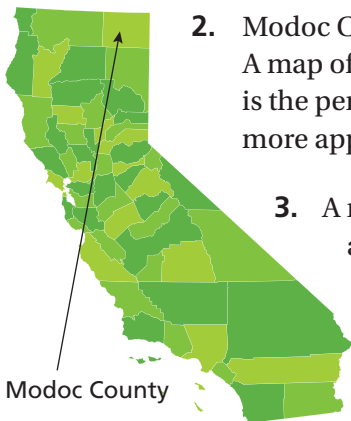 2. Modoc C
A map of
is the per
more app
3. A
a
Modoc County